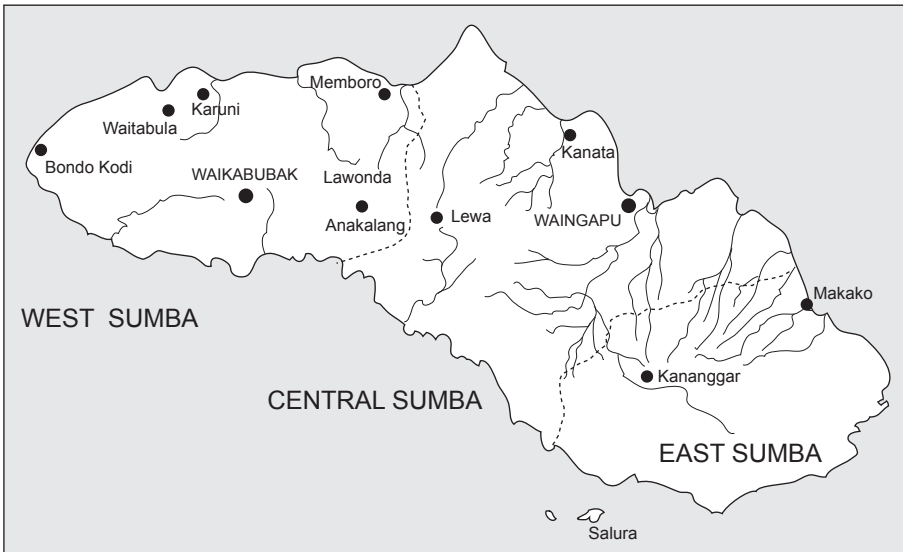 Memboro
Karuni
Waitabula
Kanata
Bondo Kodi
WAIKABUBAK
Lawonda
Anakalang
Lewa
WAINGAPU
Makako
WEST SUMBA
Kananggar
CENTRAL SUMBA
EAST SUMBA
Salura